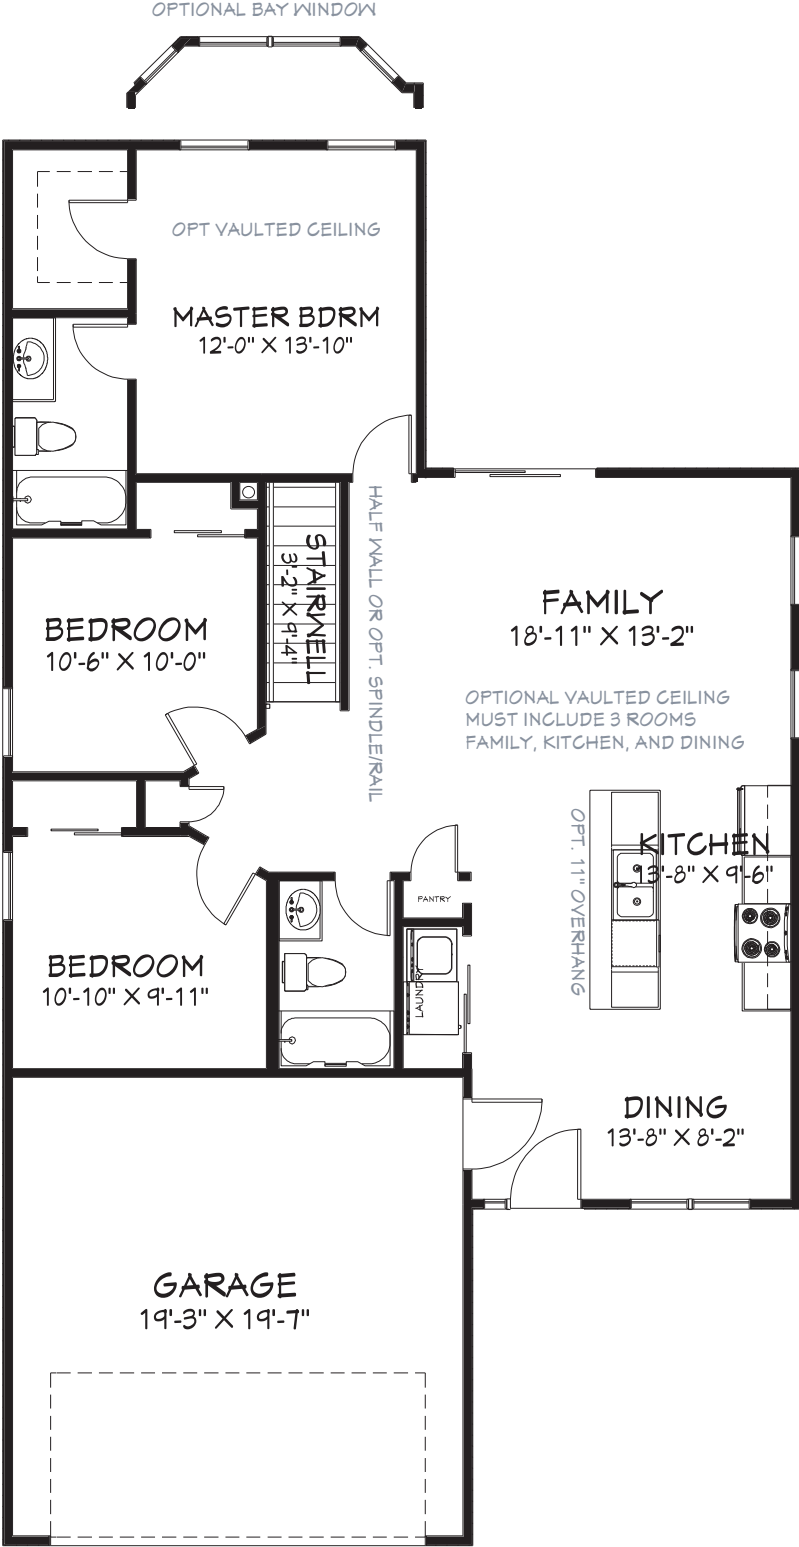 OPTIONAL BAY WINDOW
OPT VAULTED CEILING
MASTER BDRM
12'-0" X 13'-10"
HALF WALL OR OPT. SPINDLE/RAIL
STAIRWELL
3'-2" X 9'-4"
FAMILY
18'-11" X 13'-2"
BEDROOM
10'-6" X 10'-0"
OPTIONAL VAULTED CEILING
MUST INCLUDE 3 ROOMS
FAMILY, KITCHEN, AND DINING
OPT. 11" OVERHANG
KITCHEN
13'-8" X 9'-6"
PANTRY
BEDROOM
10'-10" X 9'-11"
LAUNDRY
DINING
13'-8" X 8'-2"
GARAGE
19'-3" X 19'-7"